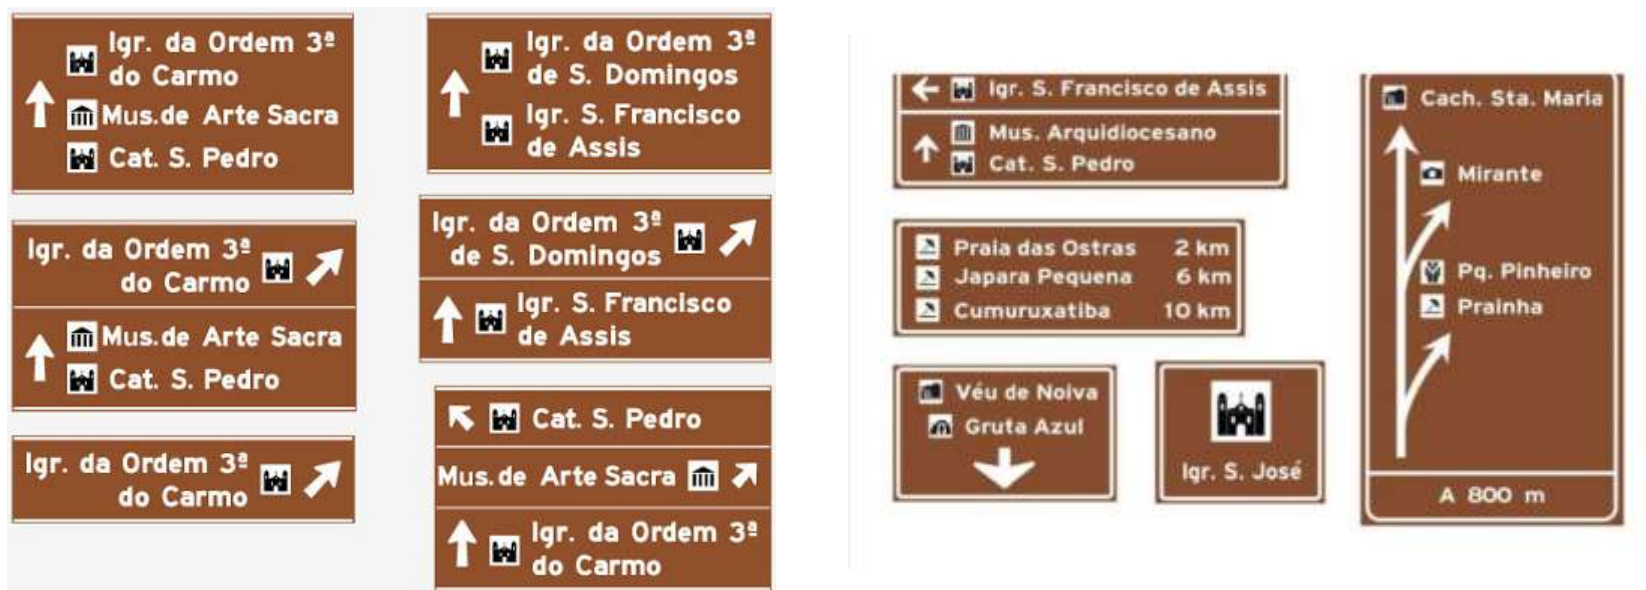 Igr. da Ordem 3ª
do Carmo
Mus.de Arte Sacra
Cat. S. Pedro
Igr. da Ordem 3ª
do Carmo
Mus.de Arte Sacra
Cat. S. Pedro
Igr. da Ordem 3ª
do Carmo
Igr. da Ordem 3ª
de S. Domingos
Igr. S. Francisco
de Assis
Igr. da Ordem 3ª
de S. Domingos
Igr. S. Francisco
de Assis
Cat. S. Pedro
Mus.de Arte Sacra
Igr. da Ordem 3ª
do Carmo
Igr. S. Francisco de Assis
Mus. Arquidiocesano
Cat. S. Pedro
Praia das Ostras 2 km
Japara Pequena 6 km
Cumuruxatiba 10 km
Véu de Noiva
Gruta Azul
Igr. S. José
Cach. Sta. Maria
Mirante
Pq. Pinheiro
Prainha
A 800 m